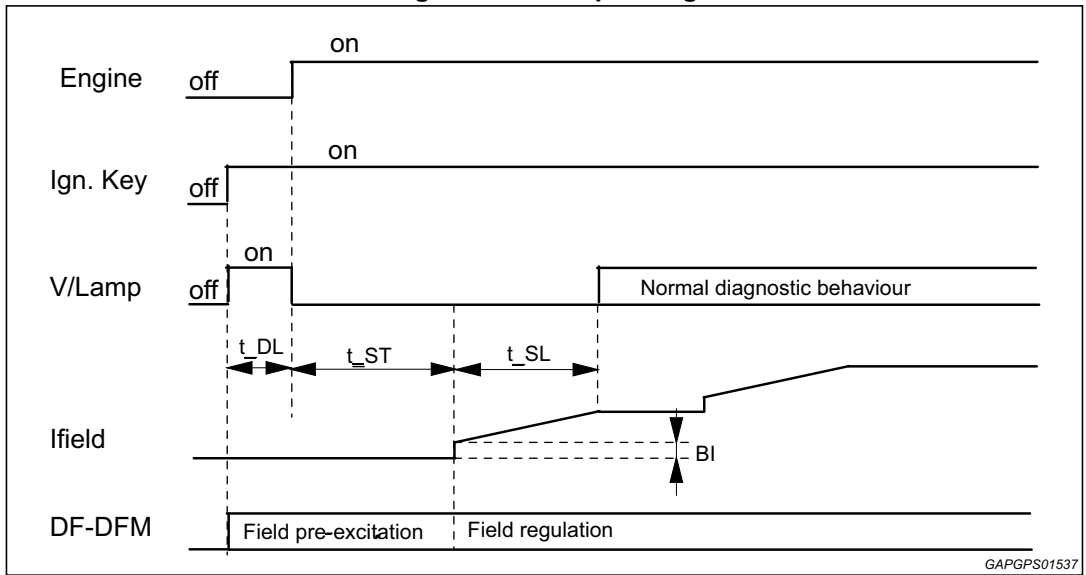 on
Engine off
on
Ign. Key off
on
V/Lamp off Normal diagnostic behaviour
t_DL t_ST t_SL
Ifield
BI
DF-DFM Field pre-excitation Field regulation
GAPGPS01537